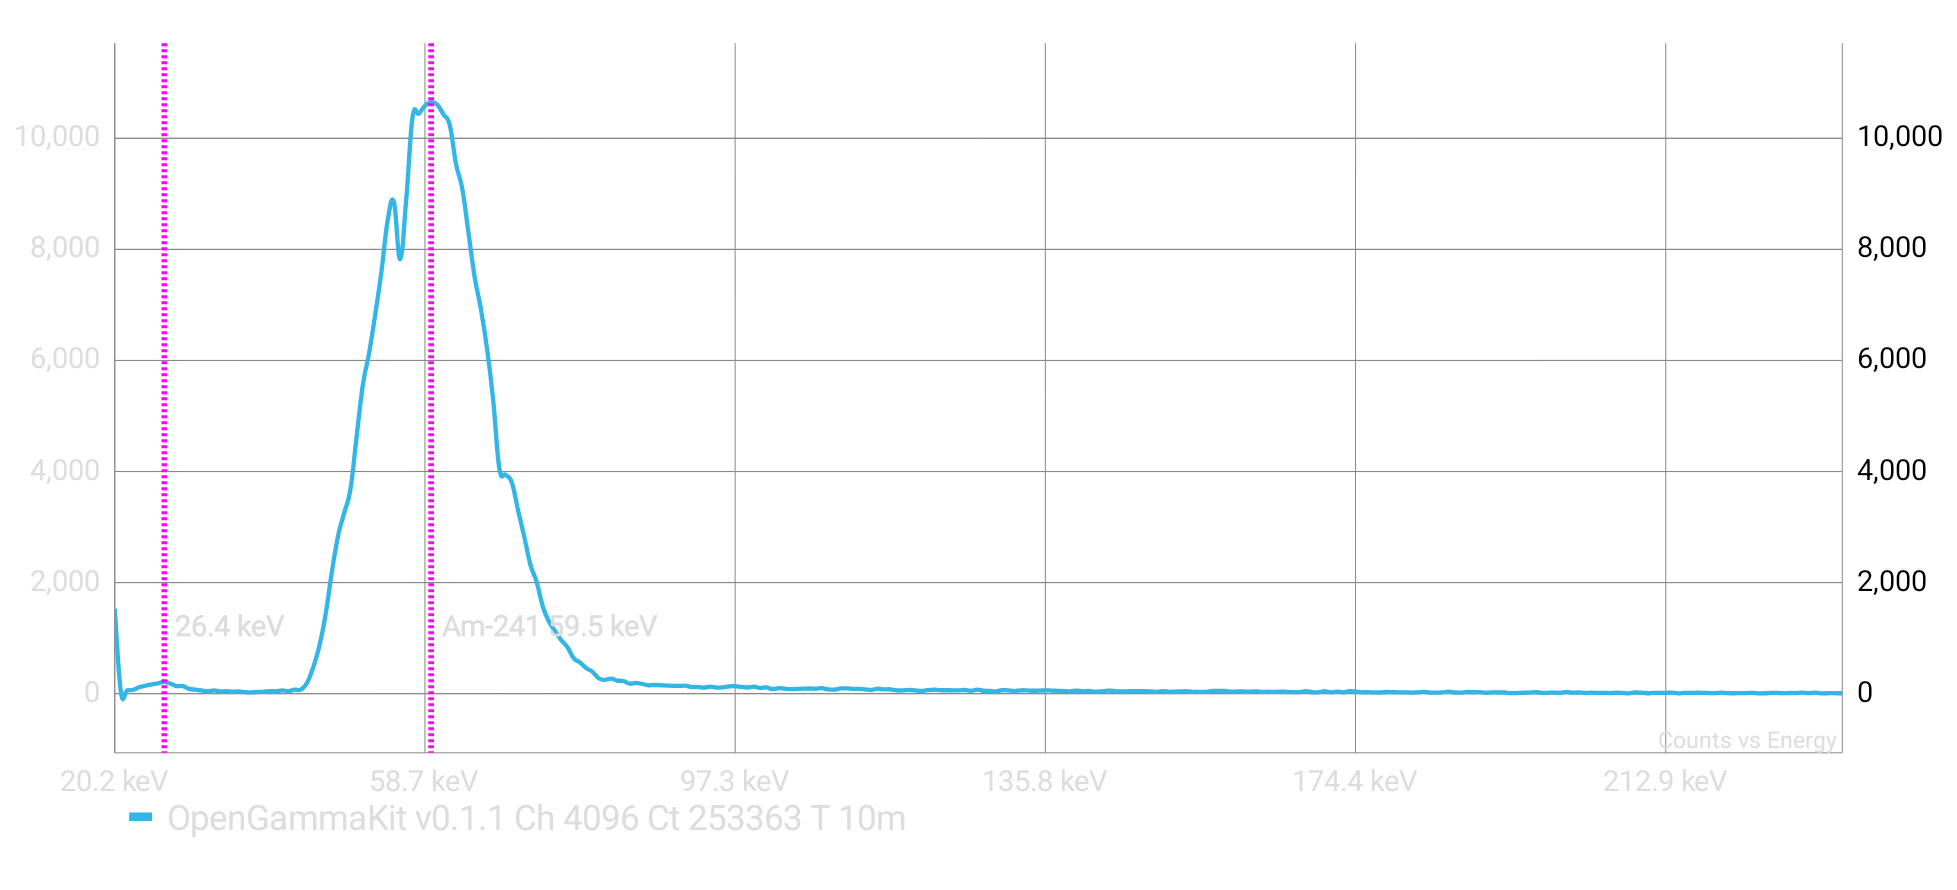 10,000 10,000
8,000 8,000
6,000 6,000
4,000 4,000
2,000 2,000
26.4 keV Am-241 59.5 keV
0 0
Counts vs Energy
20.2 keV 58.7 keV 97.3 keV 135.8 keV 174.4 keV 212.9 keV
OpenGammaKit v0.1.1 Ch 4096 Ct 253363 T 10m